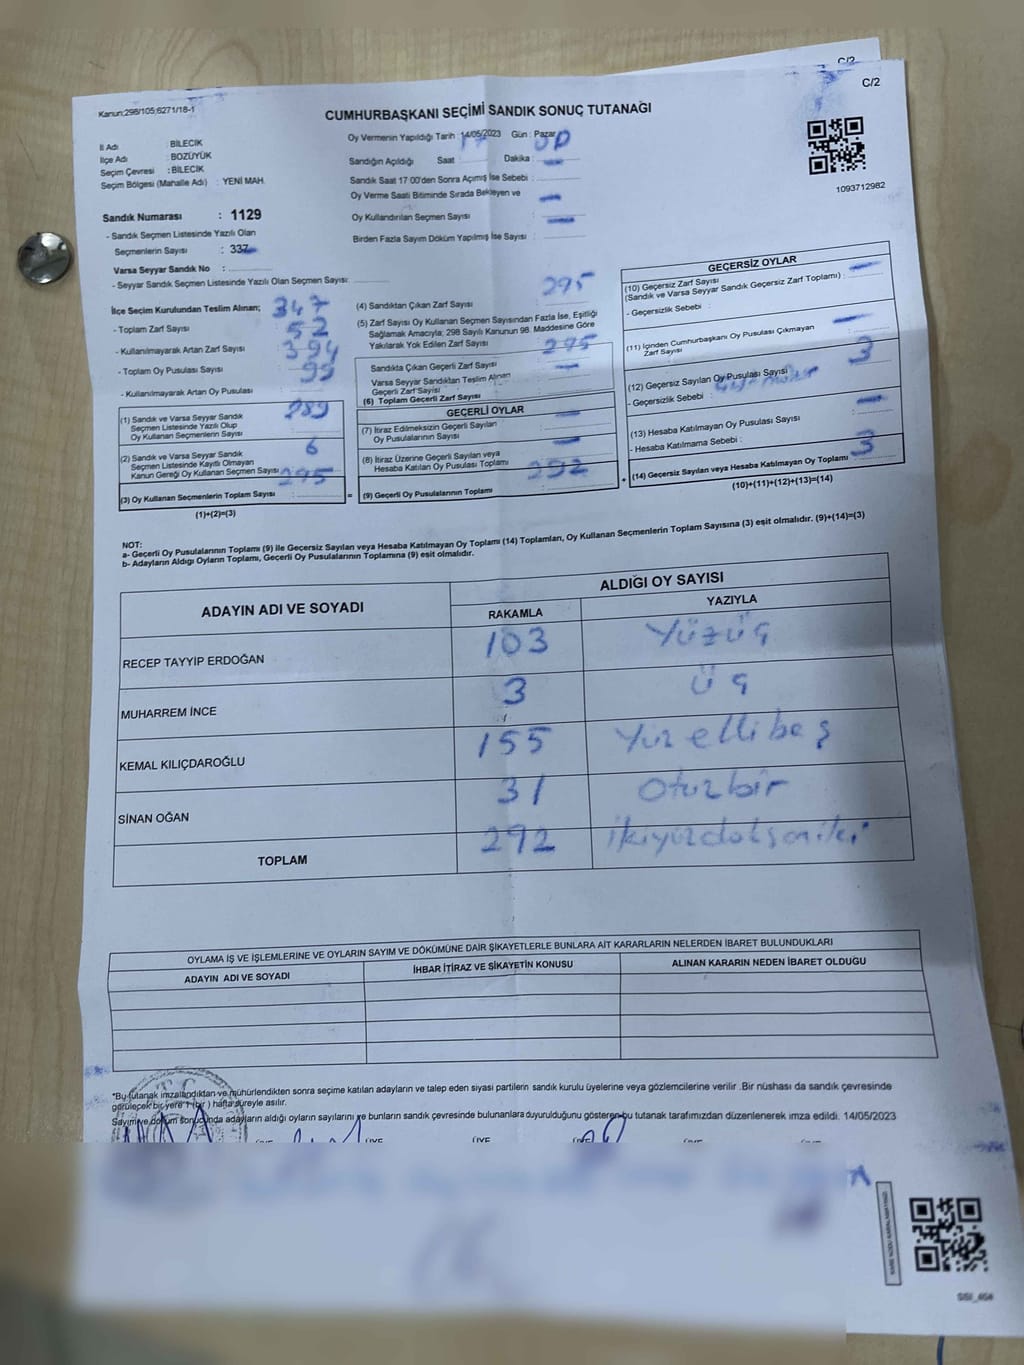 C/2
C/2
Kanun:298/105;6271/18-1
CUMHURBAŞKANI SEÇİMİ SANDIK SONUÇ TUTANAĞI
İl Adı : BİLECİK
İlçe Adı : BOZÜYÜK
Seçim Çevresi : BİLECİK
Seçim Bölgesi (Mahalle Adı) : YENİ MAH.
Sandık Numarası : 1129
- Sandık Seçmen Listesinde Yazılı Olan
Seçmenlerin Sayısı : 337
Varsa Seyyar Sandık No :
- Seyyar Sandık Seçmen Listesinde Yazılı Olan Seçmen Sayısı:
Oy Vermenin Yapıldığı Tarih : 14/05/2023 Gün : Pazar
Sandığın Açıldığı Saat : 17 Dakika : 00
Sandık Saat 17:00'den Sonra Açılmış İse Sebebi :
Oy Verme Saati Bitiminde Sırada Bekleyen ve
Oy Kullandırılan Seçmen Sayısı :
Birden Fazla Sayım Döküm Yapılmış İse Sayısı :
1093712982
İlçe Seçim Kurulundan Teslim Alınan;
- Toplam Zarf Sayısı : 347
- Kullanılmayarak Artan Zarf Sayısı : 52
- Toplam Oy Pusulası Sayısı : 394
- Kullanılmayarak Artan Oy Pusulası : 99
(1) Sandık ve Varsa Seyyar Sandık
Seçmen Listesinde Yazılı Olup
Oy Kullanan Seçmenlerin Sayısı : 289
(2) Sandık ve Varsa Seyyar Sandık
Seçmen Listesinde Kayıtlı Olmayan
Kanun Gereği Oy Kullanan Seçmen Sayısı : 6
(3) Oy Kullanan Seçmenlerin Toplam Sayısı : 295
(1)+(2)=(3)
(4) Sandıktan Çıkan Zarf Sayısı : 295
(5) Zarf Sayısı Oy Kullanan Seçmen Sayısından Fazla İse, Eşitliği
Sağlamak Amacıyla; 298 Sayılı Kanunun 98. Maddesine Göre
Yakılarak Yok Edilen Zarf Sayısı :
Sandıkta Çıkan Geçerli Zarf Sayısı : 295
Varsa Seyyar Sandıktan Teslim Alınan
Geçerli Zarf Sayısı :
(6) Toplam Geçerli Zarf Sayısı :
GEÇERLİ OYLAR
(7) İtiraz Edilmeksizin Geçerli Sayılan
Oy Pusulalarının Sayısı :
(8) İtiraz Üzerine Geçerli Sayılan veya
Hesaba Katılan Oy Pusulası Toplamı :
= (9) Geçerli Oy Pusulalarının Toplamı : 292
GEÇERSİZ OYLAR
(10) Geçersiz Zarf Sayısı
(Sandık ve Varsa Seyyar Sandık Geçersiz Zarf Toplamı) :
- Geçersizlik Sebebi :
(11) İçinden Cumhurbaşkanı Oy Pusulası Çıkmayan
Zarf Sayısı :
(12) Geçersiz Sayılan Oy Pusulası Sayısı : 3
- Geçersizlik Sebebi :
(13) Hesaba Katılmayan Oy Pusulası Sayısı :
- Hesaba Katılmama Sebebi :
+ (14) Geçersiz Sayılan veya Hesaba Katılmayan Oy Toplamı : 3
(10)+(11)+(12)+(13)=(14)
NOT:
a- Geçerli Oy Pusulalarının Toplamı (9) ile Geçersiz Sayılan veya Hesaba Katılmayan Oy Toplamı (14) Toplamları, Oy Kullanan Seçmenlerin Toplam Sayısına (3) eşit olmalıdır. (9)+(14)=(3)
b- Adayların Aldığı Oyların Toplamı, Geçerli Oy Pusulalarının Toplamına (9) eşit olmalıdır.
ADAYIN ADI VE SOYADI ALDIĞI OY SAYISI
RAKAMLA YAZIYLA
RECEP TAYYİP ERDOĞAN 103 Yüzüç
MUHARREM İNCE 3 Üç
KEMAL KILIÇDAROĞLU 155 Yüzellibeş
SİNAN OĞAN 31 Otuzbir
TOPLAM 292 ikiyüzdoksaniki
OYLAMA İŞ VE İŞLEMLERİNE VE OYLARIN SAYIM VE DÖKÜMÜNE DAİR ŞİKAYETLERLE BUNLARA AİT KARARLARIN NELERDEN İBARET BULUNDUKLARI
ADAYIN ADI VE SOYADI İHBAR İTİRAZ VE ŞİKAYETİN KONUSU ALINAN KARARIN NEDEN İBARET OLDUĞU
*Bu tutanak imzalandıktan ve mühürlendikten sonra seçime katılan adayların ve talep eden siyasi partilerin sandık kurulu üyelerine veya gözlemcilerine verilir .Bir nüshası da sandık çevresinde
görülecek bir yere 1 (bir ) hafta süreyle asılır.
Sayım ve döküm sonucunda adayların aldığı oyların sayılarını ve bunların sandık çevresinde bulunanlara duyurulduğunu gösteren bu tutanak tarafımızdan düzenlenerek imza edildi. 14/05/2023
T.C.
ÜYE ÜYE ÜYE
SSI_404